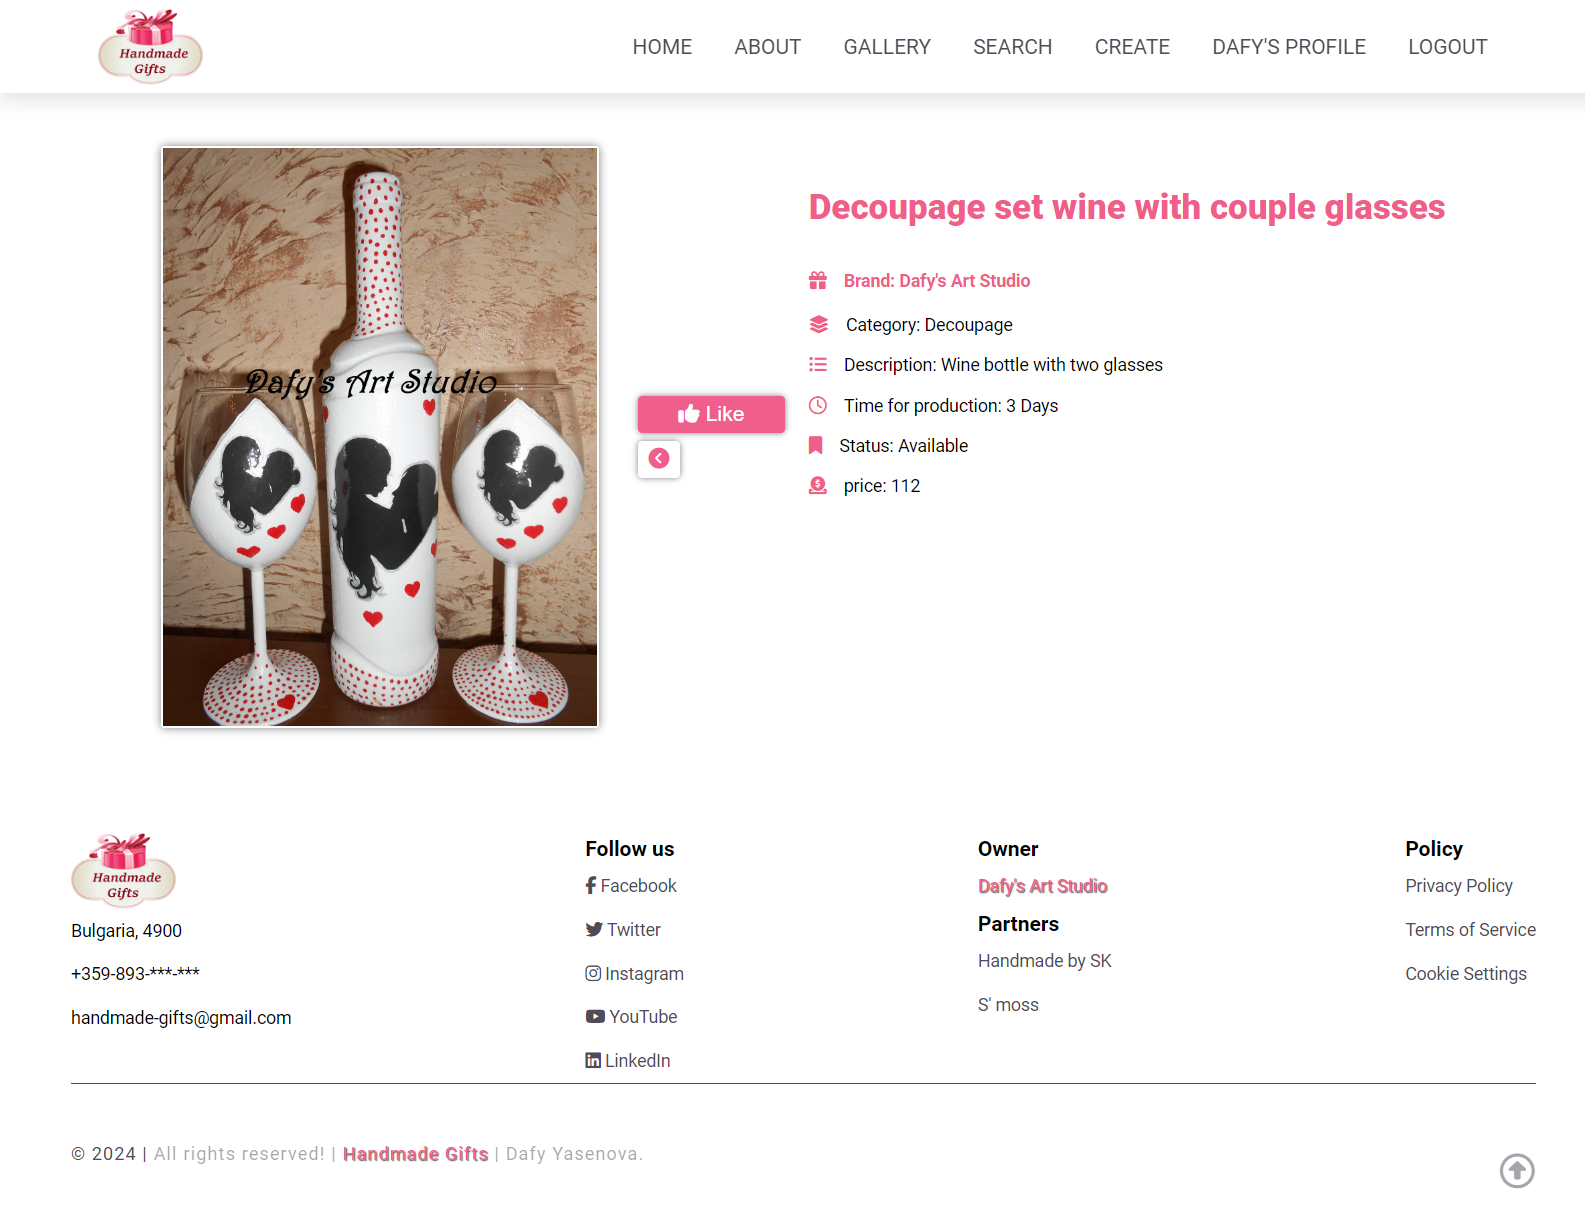 Handmade
Gifts
HOME
ABOUT
GALLERY
SEARCH
CREATE
DAFY'S PROFILE
LOGOUT
Dafy's Art Studio
Like
Decoupage set wine with couple glasses
Brand: Dafy's Art Studio
Category: Decoupage
Description: Wine bottle with two glasses
Time for production: 3 Days
Status: Available
price: 112
Handmade
Gifts
Bulgaria, 4900
+359-893-***-***
handmade-gifts@gmail.com
Follow us
Facebook
Twitter
Instagram
YouTube
LinkedIn
Owner
Dafy's Art Studio
Partners
Handmade by SK
S' moss
Policy
Privacy Policy
Terms of Service
Cookie Settings
© 2024 | All rights reserved! | Handmade Gifts | Dafy Yasenova.